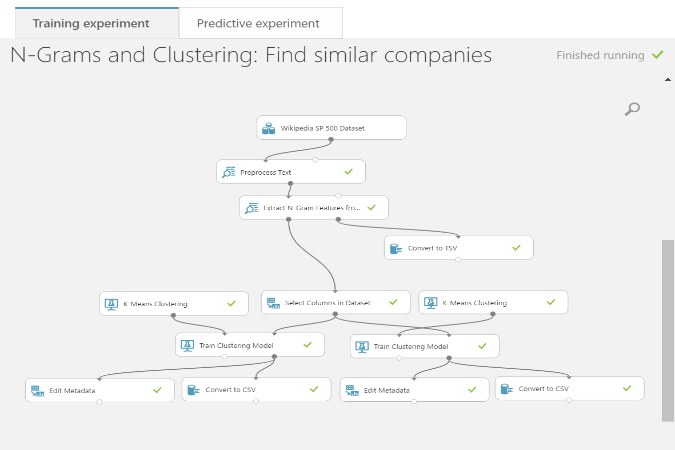 Training experiment
Predictive experiment
N-Grams and Clustering: Find similar companies
Finished running
Wikipedia SP 500 Dataset
Preprocess Text
Extract N-Gram Features fro...
Convert to TSV
K-Means Clustering
Select Columns in Dataset
K-Means Clustering
Train Clustering Model
Train Clustering Model
Edit Metadata
Convert to CSV
Edit Metadata
Convert to CSV